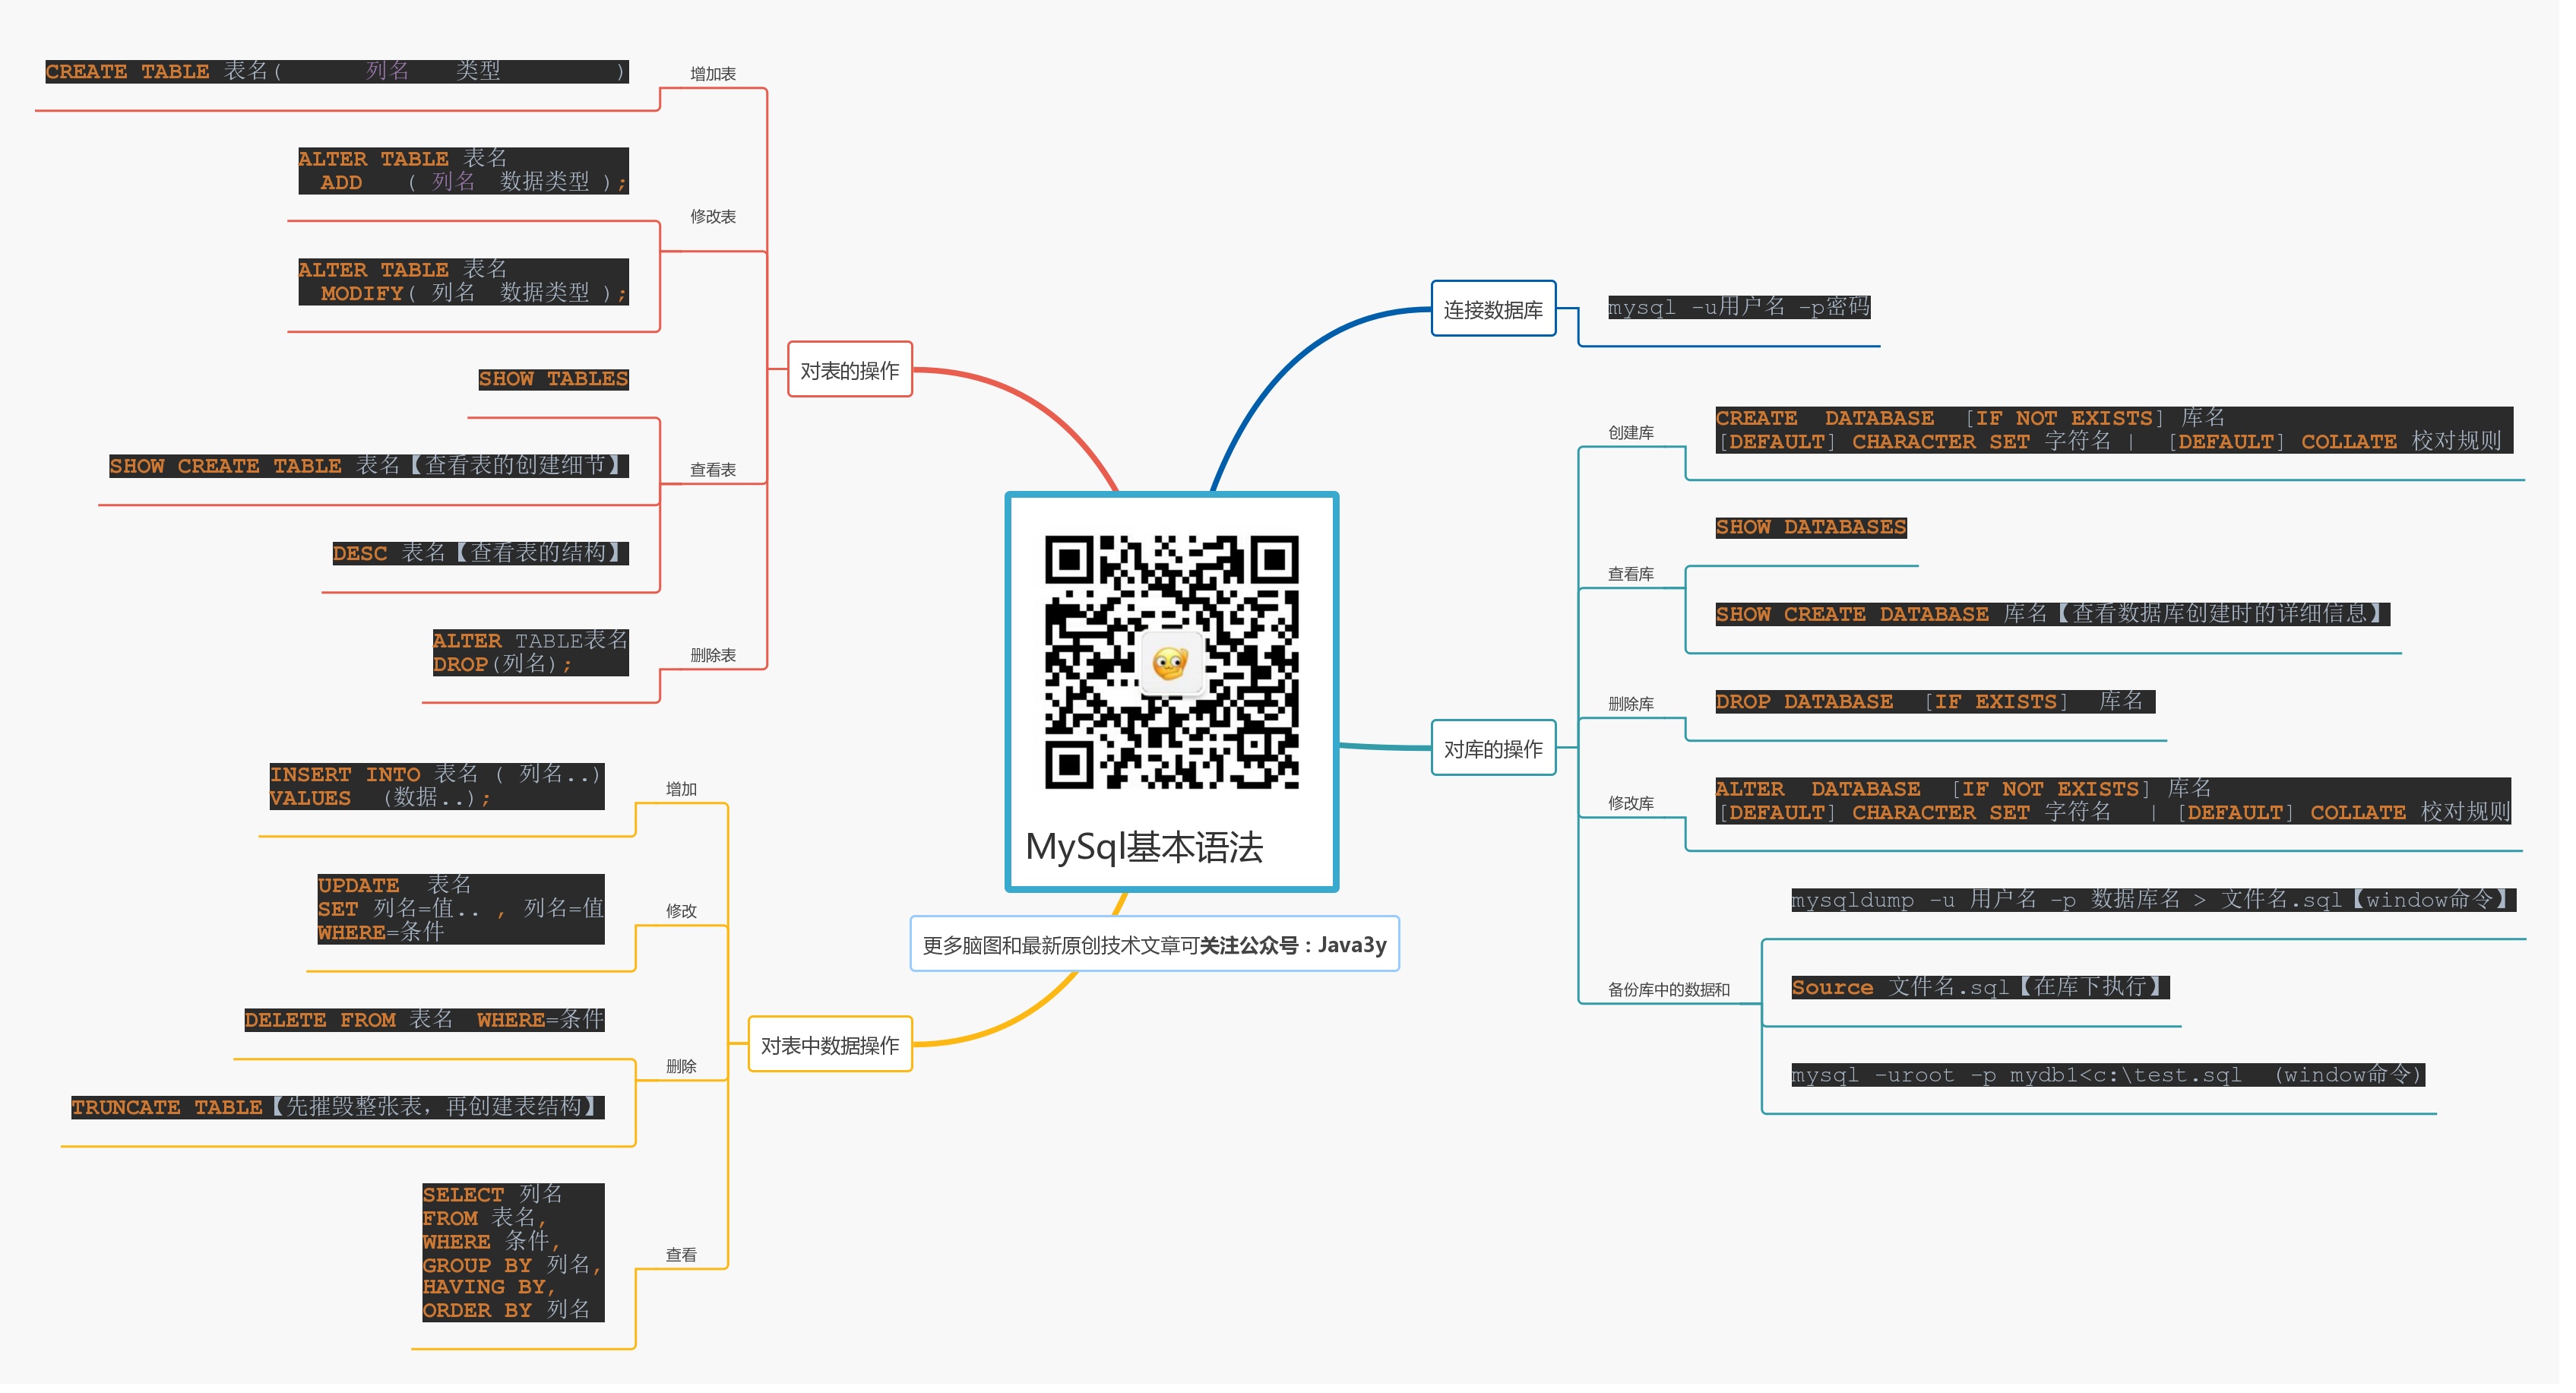 MySql基本语法
更多脑图和最新原创技术文章可关注公众号：Java3y
连接数据库
mysql -u用户名 -p密码
对库的操作
创建库
CREATE DATABASE [IF NOT EXISTS] 库名
[DEFAULT] CHARACTER SET 字符名 | [DEFAULT] COLLATE 校对规则
查看库
SHOW DATABASES
SHOW CREATE DATABASE 库名【查看数据库创建时的详细信息】
删除库
DROP DATABASE [IF EXISTS] 库名
修改库
ALTER DATABASE [IF NOT EXISTS] 库名
[DEFAULT] CHARACTER SET 字符名 | [DEFAULT] COLLATE 校对规则
备份库中的数据和
mysqldump -u 用户名 -p 数据库名 > 文件名.sql【window命令】
Source 文件名.sql【在库下执行】
mysql -uroot -p mydb1<c:\test.sql (window命令)
对表的操作
增加表
CREATE TABLE 表名( 列名 类型 )
修改表
ALTER TABLE 表名
ADD ( 列名 数据类型 );
ALTER TABLE 表名
MODIFY( 列名 数据类型 );
查看表
SHOW TABLES
SHOW CREATE TABLE 表名【查看表的创建细节】
DESC 表名【查看表的结构】
删除表
ALTER TABLE表名
DROP(列名);
对表中数据操作
增加
INSERT INTO 表名 ( 列名..)
VALUES (数据..);
修改
UPDATE 表名
SET 列名=值.. , 列名=值
WHERE=条件
删除
DELETE FROM 表名 WHERE=条件
TRUNCATE TABLE【先摧毁整张表，再创建表结构】
查看
SELECT 列名
FROM 表名,
WHERE 条件,
GROUP BY 列名,
HAVING BY,
ORDER BY 列名